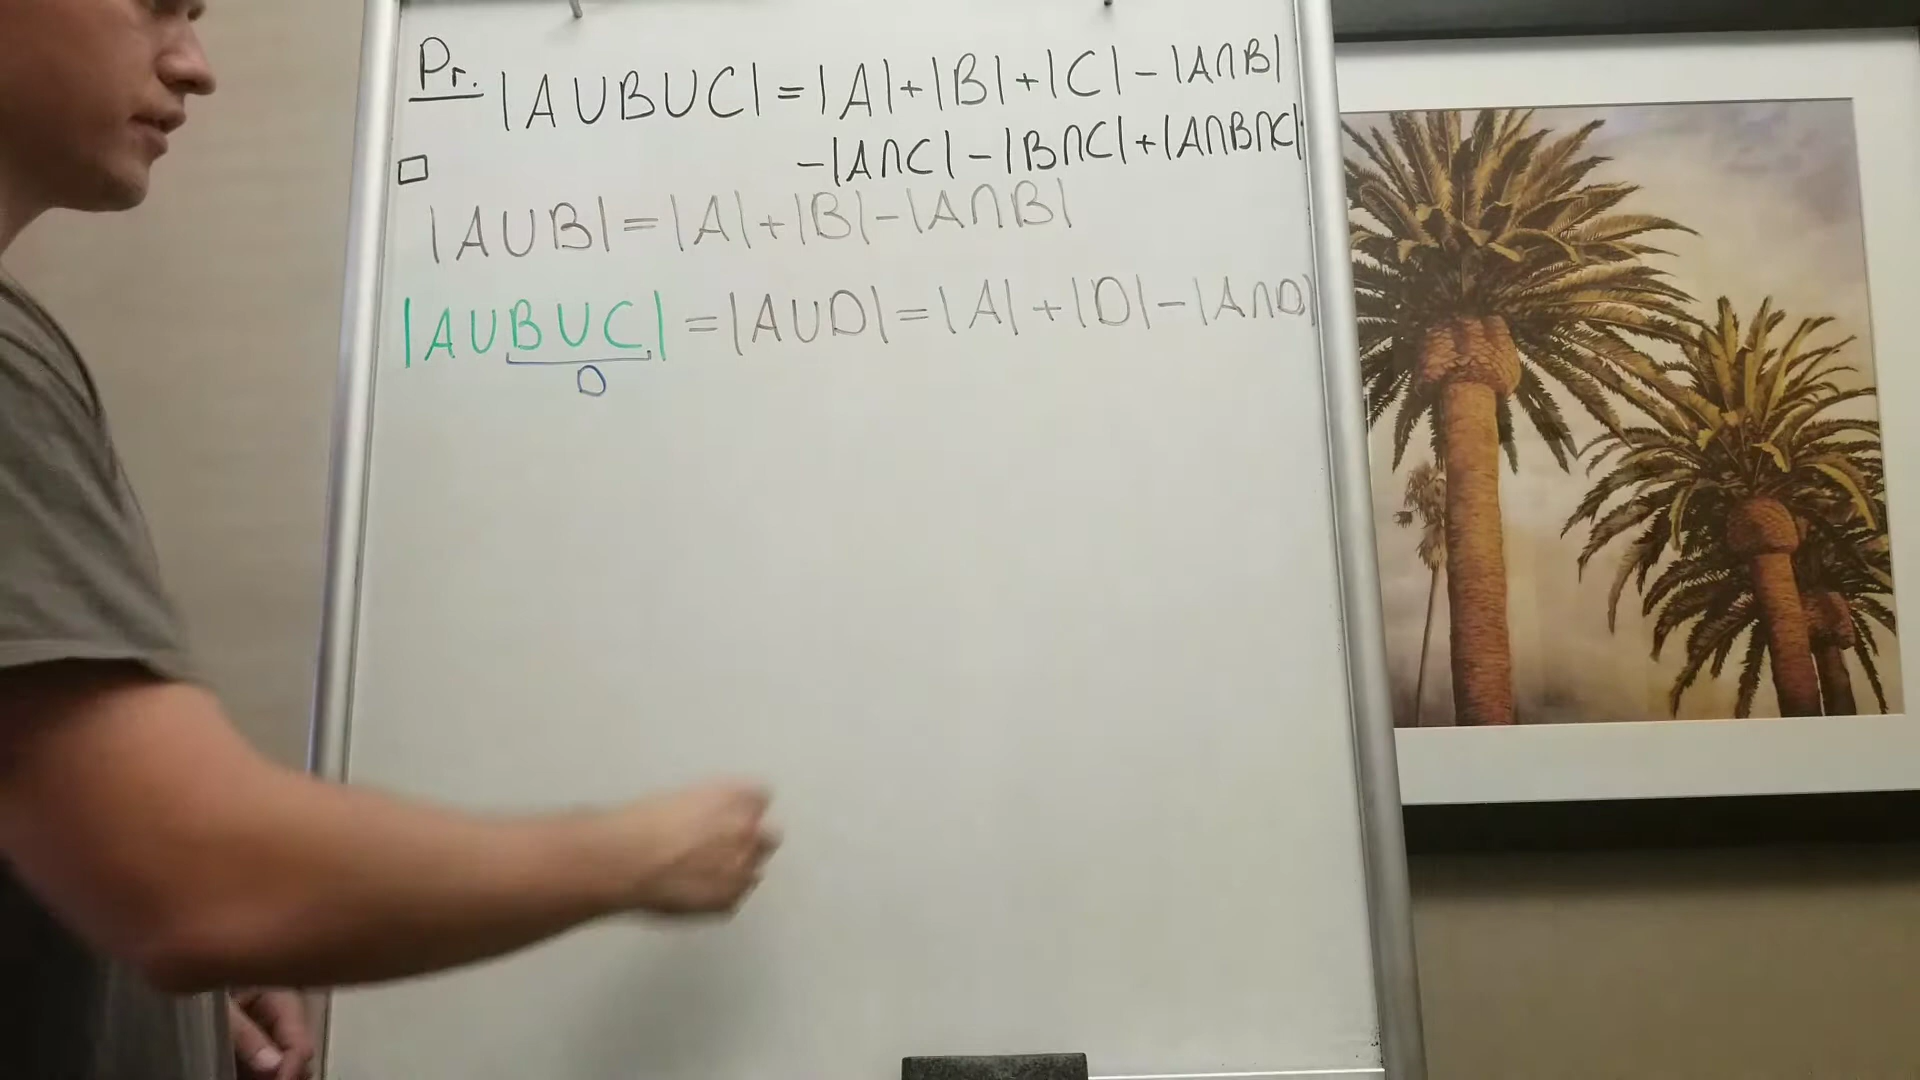 Pr. |A∪B∪C| = |A|+|B|+|C|-|A∩B|
-|A∩C|-|B∩C|+|A∩B∩C|
|A∪B| = |A|+|B|-|A∩B|
|A∪B∪C| = |A∪D| = |A|+|D|-|A∩D|
D